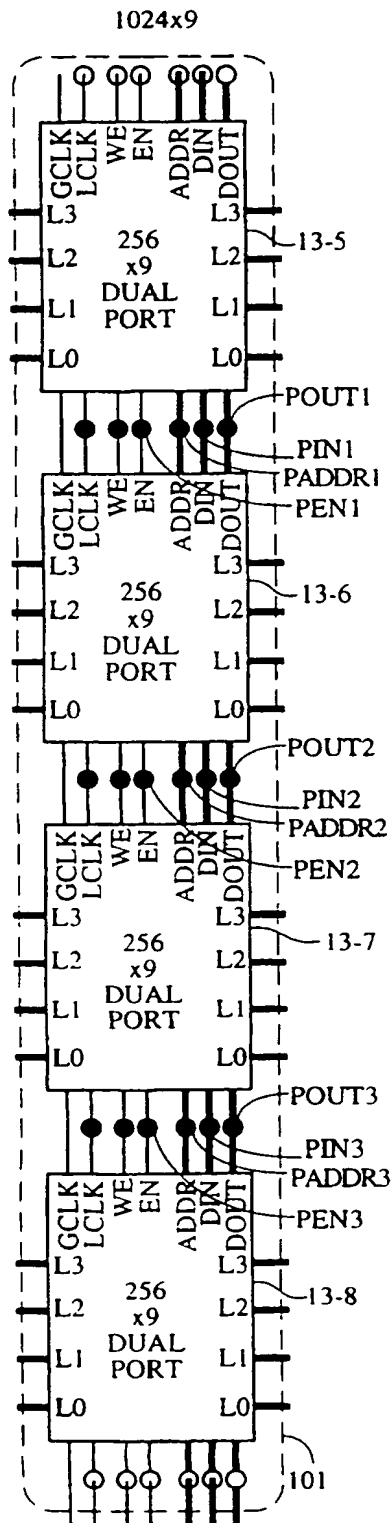 1024x9
GCLK LCLK WE EN ADDR DIN DOUT
L3 L3
13-5
L2 256 L2
x9
L1 DUAL L1
PORT
L0 L0
POUT1
PIN1
PADDR1
PEN1
GCLK LCLK WE EN ADDR DIN DOUT
L3 L3
13-6
L2 256 L2
x9
L1 DUAL L1
PORT
L0 L0
POUT2
PIN2
PADDR2
PEN2
GCLK LCLK WE EN ADDR DIN DOUT
L3 L3
13-7
L2 256 L2
x9
L1 DUAL L1
PORT
L0 L0
POUT3
PIN3
PADDR3
PEN3
GCLK LCLK WE EN ADDR DIN DOUT
L3 L3
13-8
L2 256 L2
x9
L1 DUAL L1
PORT
L0 L0
101